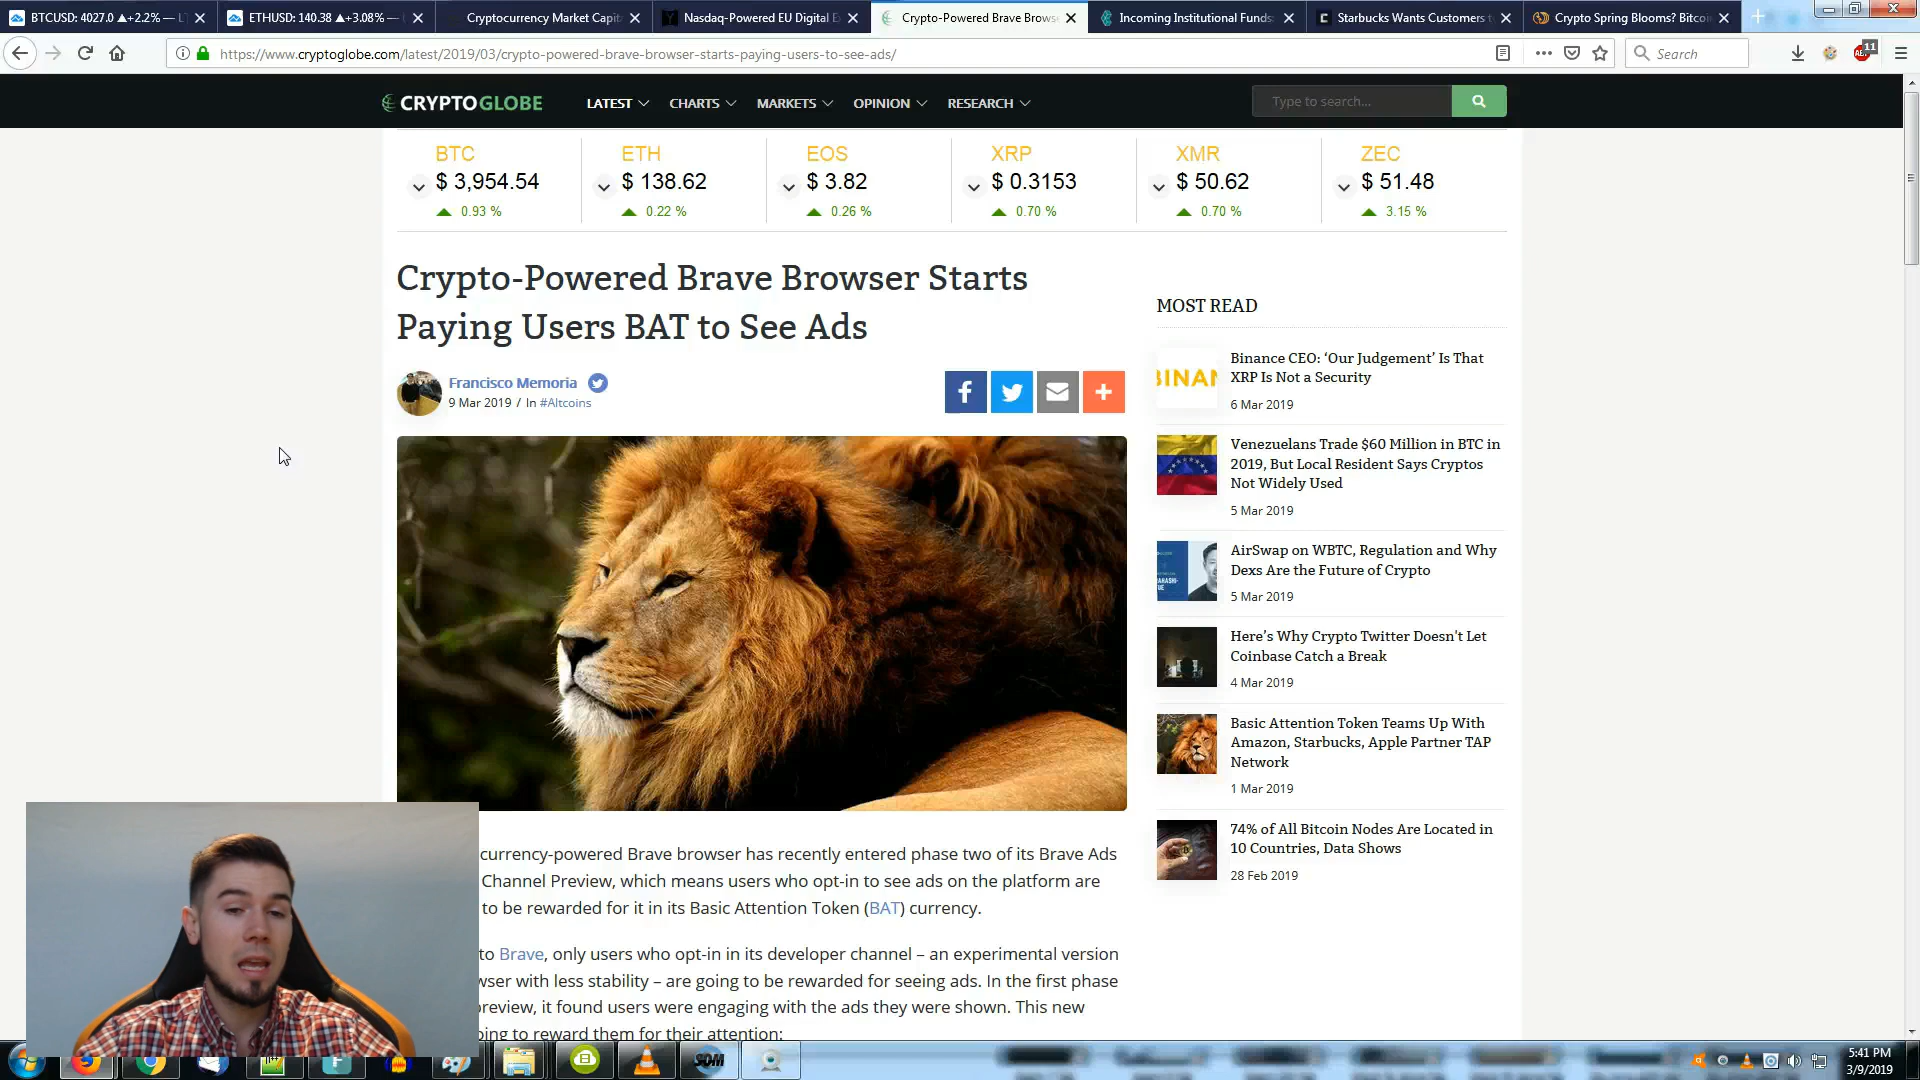 BTCUSD: 4027.0 ▲+2.2% —
ETHUSD: 140.38 ▲+3.08% —
Cryptocurrency Market Capit
Nasdaq-Powered EU Digital E
Crypto-Powered Brave Brows
Incoming Institutional Funds
Starbucks Wants Customers
Crypto Spring Blooms? Bitcoi
https://www.cryptoglobe.com/latest/2019/03/crypto-powered-brave-browser-starts-paying-users-to-see-ads/
Search
11
CRYPTOGLOBE
LATEST
CHARTS
MARKETS
OPINION
RESEARCH
Type to search...
BTC
$ 3,954.54
0.93 %
ETH
$ 138.62
0.22 %
EOS
$ 3.82
0.26 %
XRP
$ 0.3153
0.70 %
XMR
$ 50.62
0.70 %
ZEC
$ 51.48
3.15 %
Crypto-Powered Brave Browser Starts
Paying Users BAT to See Ads
Francisco Memoria
9 Mar 2019 / In #Altcoins
currency-powered Brave browser has recently entered phase two of its Brave Ads
Channel Preview, which means users who opt-in to see ads on the platform are
to be rewarded for it in its Basic Attention Token (BAT) currency.
to Brave, only users who opt-in in its developer channel – an experimental version
wser with less stability – are going to be rewarded for seeing ads. In the first phase
preview, it found users were engaging with the ads they were shown. This new
ping to reward them for their attention:
MOST READ
BINAN
Binance CEO: ‘Our Judgement’ Is That
XRP Is Not a Security
6 Mar 2019
Venezuelans Trade $60 Million in BTC in
2019, But Local Resident Says Cryptos
Not Widely Used
5 Mar 2019
AirSwap on WBTC, Regulation and Why
Dexs Are the Future of Crypto
5 Mar 2019
Here’s Why Crypto Twitter Doesn't Let
Coinbase Catch a Break
4 Mar 2019
Basic Attention Token Teams Up With
Amazon, Starbucks, Apple Partner TAP
Network
1 Mar 2019
74% of All Bitcoin Nodes Are Located in
10 Countries, Data Shows
28 Feb 2019
SDM
5:41 PM
3/9/2019